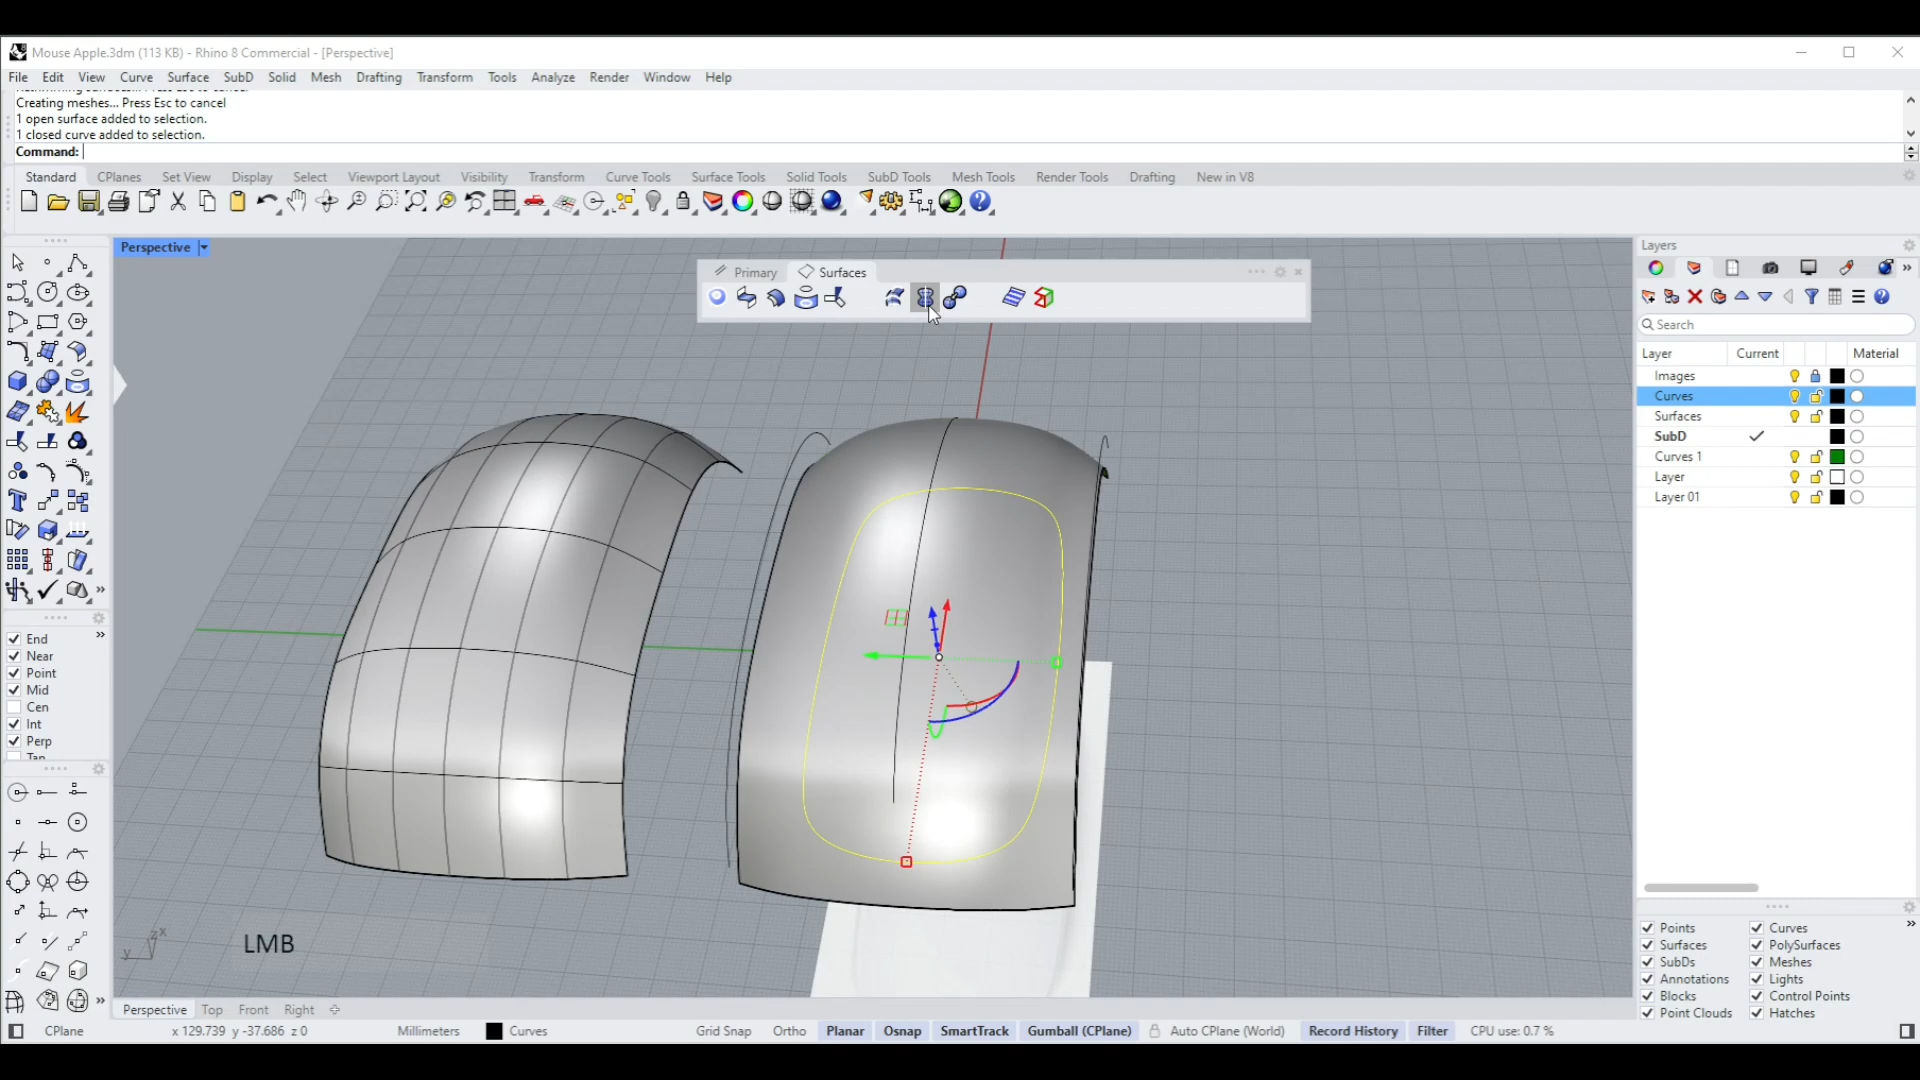 Mouse Apple.3dm (113 KB) - Rhino 8 Commercial - [Perspective]
File Edit View Curve Surface SubD Solid Mesh Drafting Transform Tools Analyze Render Window Help
Creating meshes... Press Esc to cancel
1 open surface added to selection.
1 closed curve added to selection.
Command:
Standard CPlanes Set View Display Select Viewport Layout Visibility Transform Curve Tools Surface Tools Solid Tools SubD Tools Mesh Tools Render Tools Drafting New in V8
Perspective
Primary Surfaces
End
Near
Point
Mid
Cen
Int
Perp
Tan
z x
y
LMB
Layers
Search
Layer Current Material
Images
Curves
Surfaces
SubD
Curves 1
Layer
Layer 01
Points Curves
Surfaces PolySurfaces
SubDs Meshes
Annotations Lights
Blocks Control Points
Point Clouds Hatches
Perspective Top Front Right
CPlane x 129.739 y -37.686 z 0 Millimeters Curves Grid Snap Ortho Planar Osnap SmartTrack Gumball (CPlane) Auto CPlane (World) Record History Filter CPU use: 0.7 %